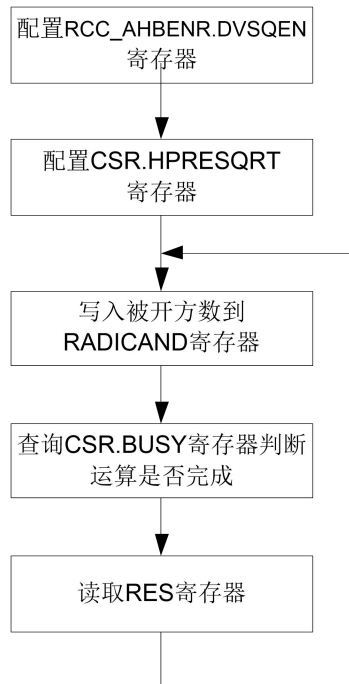 配置RCC_AHBENR.DVSQEN
寄存器
配置CSR.HPRESQRT
寄存器
写入被开方数到
RADICAND寄存器
查询CSR.BUSY寄存器判断
运算是否完成
读取RES寄存器